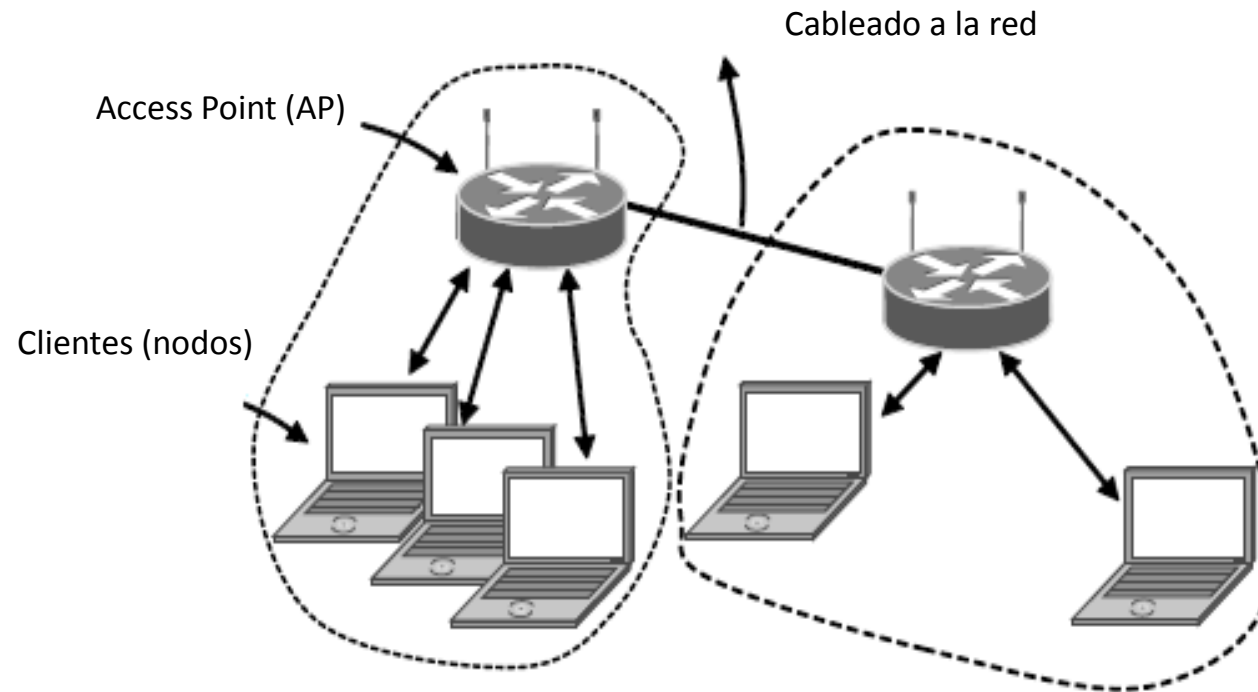 Cableado a la red
Access Point (AP)
Clientes (nodos)